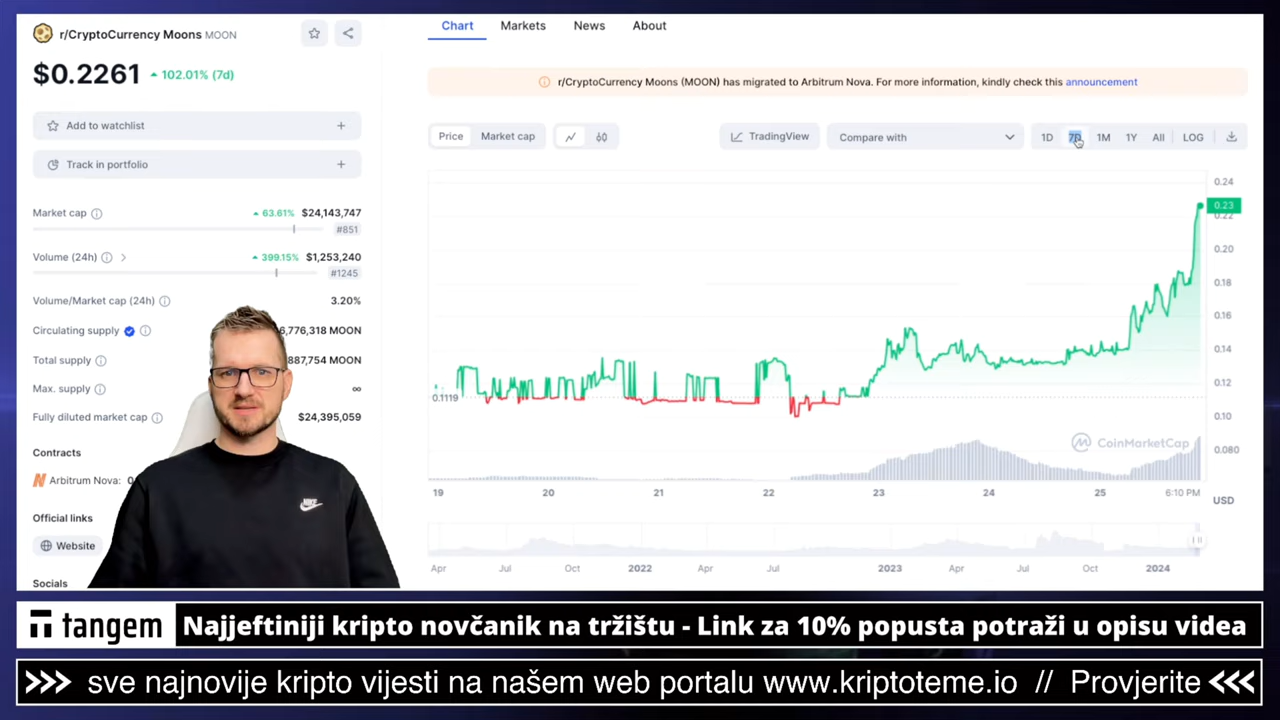 r/CryptoCurrency Moons MOON
$0.2261 102.01% (7d)
Add to watchlist
Track in portfolio
Market cap 63.61% $24,143,747
#851
Volume (24h) 399.15% $1,253,240
#1245
Volume/Market cap (24h) 3.20%
Circulating supply 6,776,318 MOON
Total supply 887,754 MOON
Max. supply ∞
Fully diluted market cap $24,395,059
Contracts
Arbitrum Nova:
Official links
Website
Socials
Chart Markets News About
r/CryptoCurrency Moons (MOON) has migrated to Arbitrum Nova. For more information, kindly check this announcement
Price Market cap TradingView Compare with 1D 7D 1M 1Y All LOG
0.24
0.23
0.22
0.20
0.18
0.16
0.14
0.12
0.1119
0.10
0.080
CoinMarketCap
19 20 21 22 23 24 25 6:10 PM
USD
Apr Jul Oct 2022 Apr Jul 2023 Apr Jul Oct 2024
tangem Najjeftiniji kripto novčanik na tržištu - Link za 10% popusta potraži u opisu videa
>>> sve najnovije kripto vijesti na našem web portalu www.kriptoteme.io // Provjerite <<<